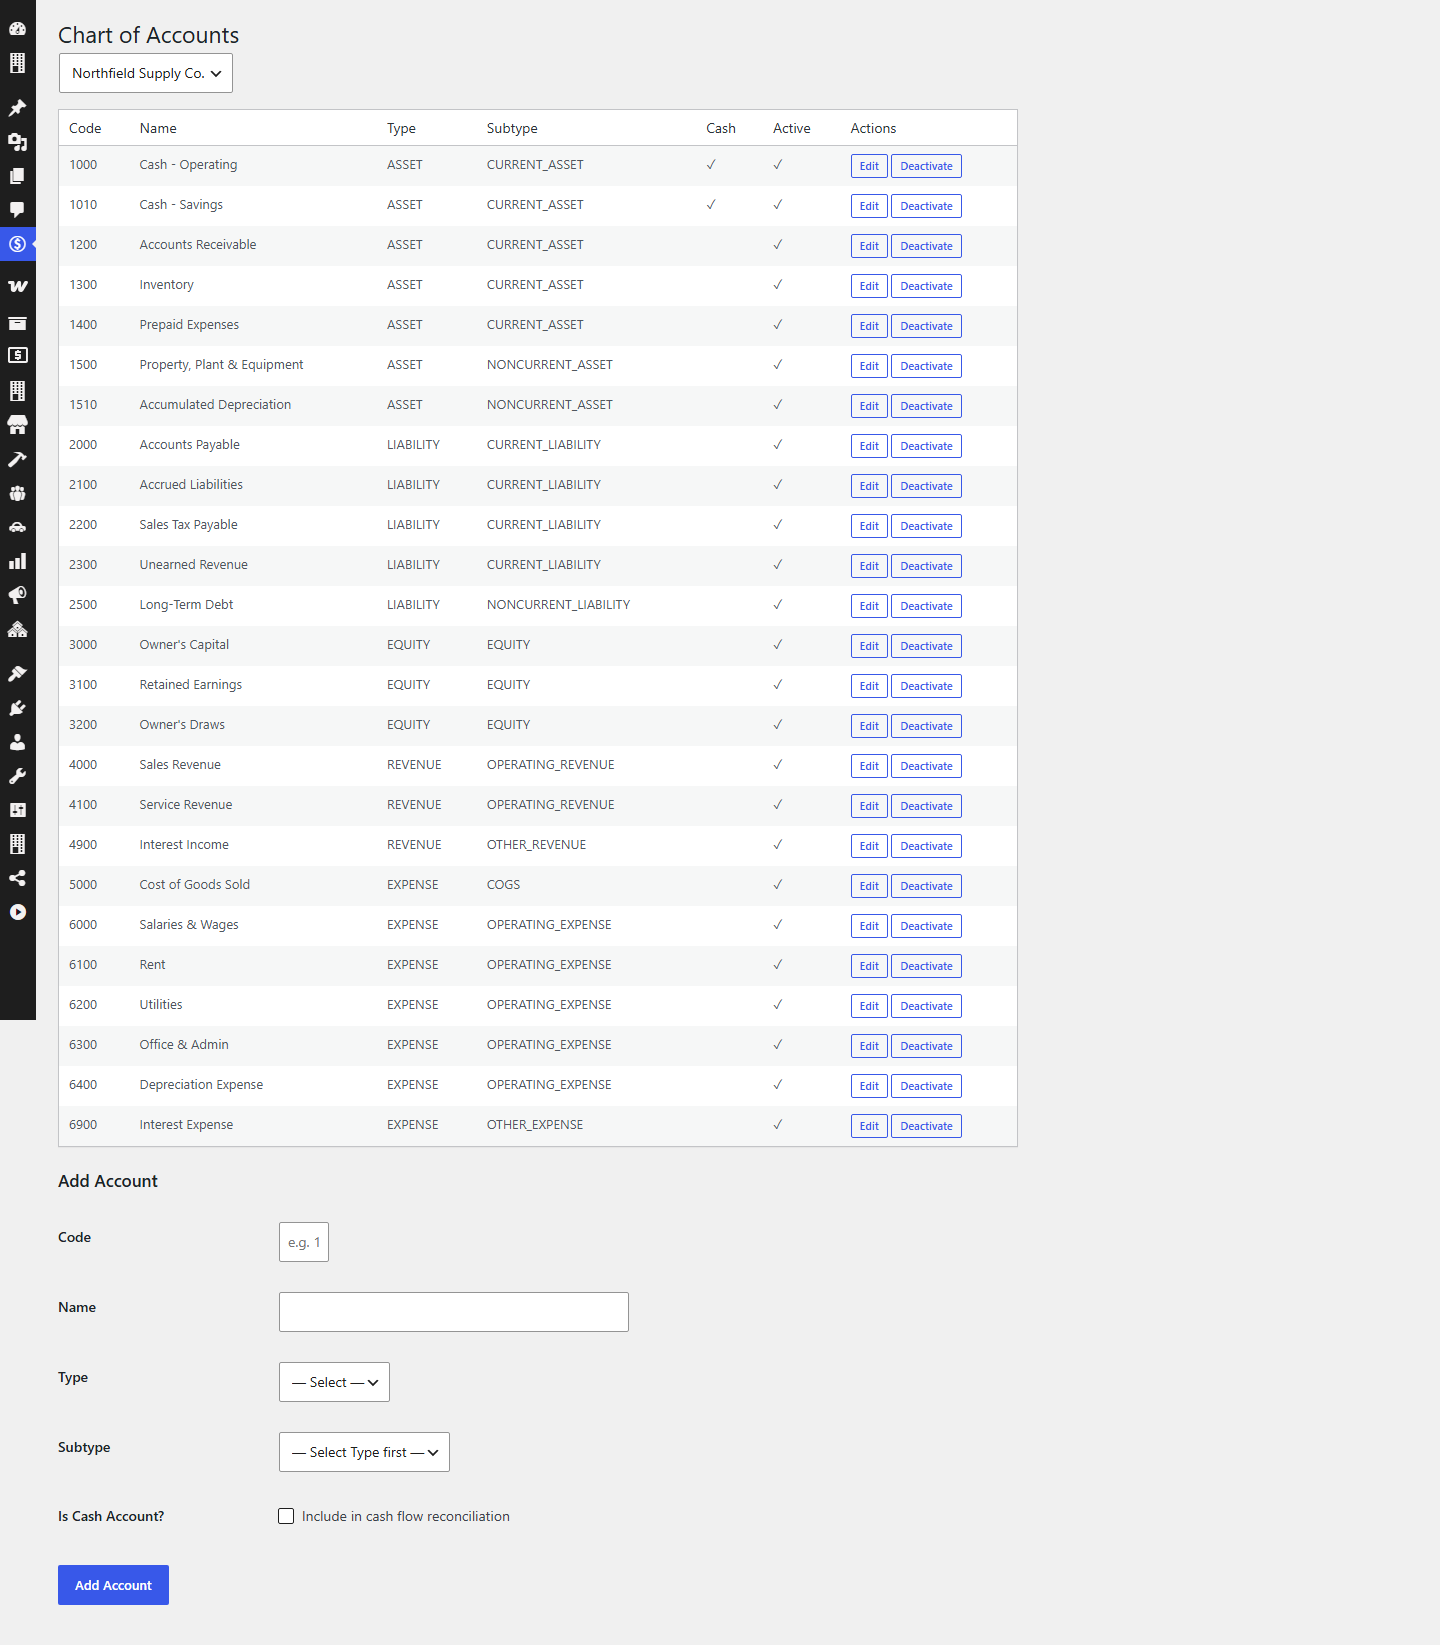 Chart of Accounts
Northfield Supply Co.
Code Name Type Subtype Cash Active Actions
1000 Cash - Operating ASSET CURRENT_ASSET ✓ ✓ Edit Deactivate
1010 Cash - Savings ASSET CURRENT_ASSET ✓ ✓ Edit Deactivate
1200 Accounts Receivable ASSET CURRENT_ASSET ✓ Edit Deactivate
1300 Inventory ASSET CURRENT_ASSET ✓ Edit Deactivate
1400 Prepaid Expenses ASSET CURRENT_ASSET ✓ Edit Deactivate
1500 Property, Plant & Equipment ASSET NONCURRENT_ASSET ✓ Edit Deactivate
1510 Accumulated Depreciation ASSET NONCURRENT_ASSET ✓ Edit Deactivate
2000 Accounts Payable LIABILITY CURRENT_LIABILITY ✓ Edit Deactivate
2100 Accrued Liabilities LIABILITY CURRENT_LIABILITY ✓ Edit Deactivate
2200 Sales Tax Payable LIABILITY CURRENT_LIABILITY ✓ Edit Deactivate
2300 Unearned Revenue LIABILITY CURRENT_LIABILITY ✓ Edit Deactivate
2500 Long-Term Debt LIABILITY NONCURRENT_LIABILITY ✓ Edit Deactivate
3000 Owner's Capital EQUITY EQUITY ✓ Edit Deactivate
3100 Retained Earnings EQUITY EQUITY ✓ Edit Deactivate
3200 Owner's Draws EQUITY EQUITY ✓ Edit Deactivate
4000 Sales Revenue REVENUE OPERATING_REVENUE ✓ Edit Deactivate
4100 Service Revenue REVENUE OPERATING_REVENUE ✓ Edit Deactivate
4900 Interest Income REVENUE OTHER_REVENUE ✓ Edit Deactivate
5000 Cost of Goods Sold EXPENSE COGS ✓ Edit Deactivate
6000 Salaries & Wages EXPENSE OPERATING_EXPENSE ✓ Edit Deactivate
6100 Rent EXPENSE OPERATING_EXPENSE ✓ Edit Deactivate
6200 Utilities EXPENSE OPERATING_EXPENSE ✓ Edit Deactivate
6300 Office & Admin EXPENSE OPERATING_EXPENSE ✓ Edit Deactivate
6400 Depreciation Expense EXPENSE OPERATING_EXPENSE ✓ Edit Deactivate
6900 Interest Expense EXPENSE OTHER_EXPENSE ✓ Edit Deactivate
Add Account
Code e.g. 1
Name
Type — Select —
Subtype — Select Type first —
Is Cash Account? Include in cash flow reconciliation
Add Account